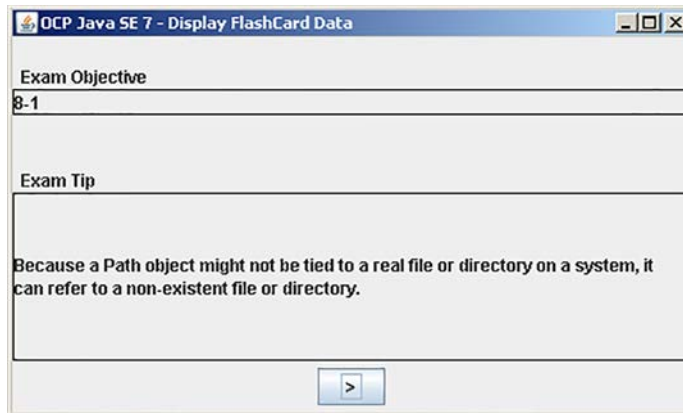 OCP Java SE 7 - Display FlashCard Data
Exam Objective
8-1
Exam Tip
Because a Path object might not be tied to a real file or directory on a system, it
can refer to a non-existent file or directory.
>